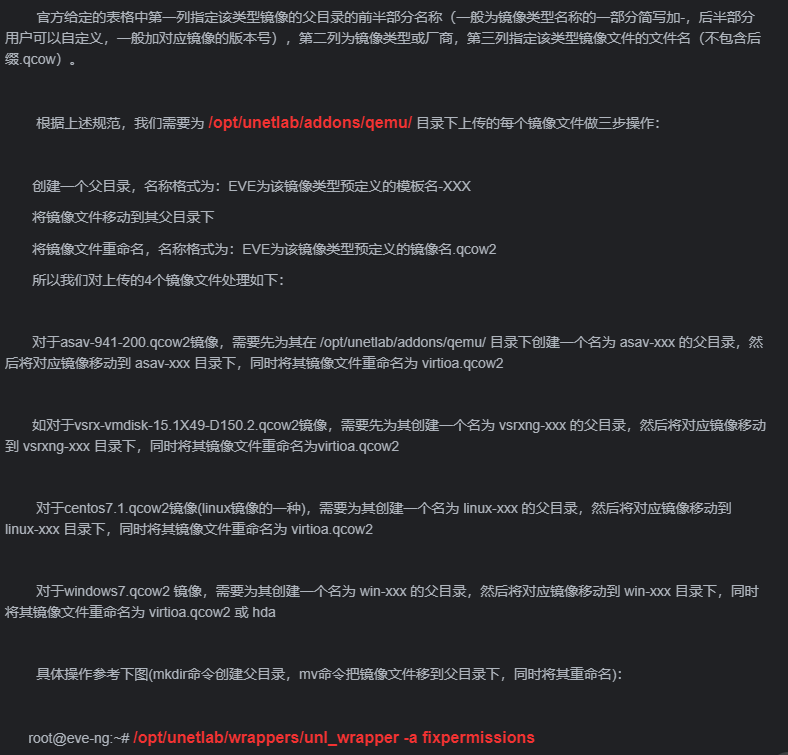 官方给定的表格中第一列指定该类型镜像的父目录的前半部分名称（一般为镜像类型名称的一部分简写加-，后半部分
用户可以自定义，一般加对应镜像的版本号），第二列为镜像类型或厂商，第三列指定该类型镜像文件的文件名（不包含后
缀.qcow）。
根据上述规范，我们需要为 /opt/unetlab/addons/qemu/ 目录下上传的每个镜像文件做三步操作：
创建一个父目录，名称格式为：EVE为该镜像类型预定义的模板名-XXX
将镜像文件移动到其父目录下
将镜像文件重命名，名称格式为：EVE为该镜像类型预定义的镜像名.qcow2
所以我们对上传的4个镜像文件处理如下：
对于asav-941-200.qcow2镜像，需要先为其在 /opt/unetlab/addons/qemu/ 目录下创建一个名为 asav-xxx 的父目录，然
后将对应镜像移动到 asav-xxx 目录下，同时将其镜像文件重命名为 virtioa.qcow2
如对于vsrx-vmdisk-15.1X49-D150.2.qcow2镜像，需要先为其创建一个名为 vsrxng-xxx 的父目录，然后将对应镜像移动
到 vsrxng-xxx 目录下，同时将其镜像文件重命名为virtioa.qcow2
对于centos7.1.qcow2镜像(linux镜像的一种)，需要为其创建一个名为 linux-xxx 的父目录，然后将对应镜像移动到
linux-xxx 目录下，同时将其镜像文件重命名为 virtioa.qcow2
对于windows7.qcow2 镜像，需要为其创建一个名为 win-xxx 的父目录，然后将对应镜像移动到 win-xxx 目录下，同时
将其镜像文件重命名为 virtioa.qcow2 或 hda
具体操作参考下图(mkdir命令创建父目录，mv命令把镜像文件移到父目录下，同时将其重命名)：
root@eve-ng:~# /opt/unetlab/wrappers/unl_wrapper -a fixpermissions